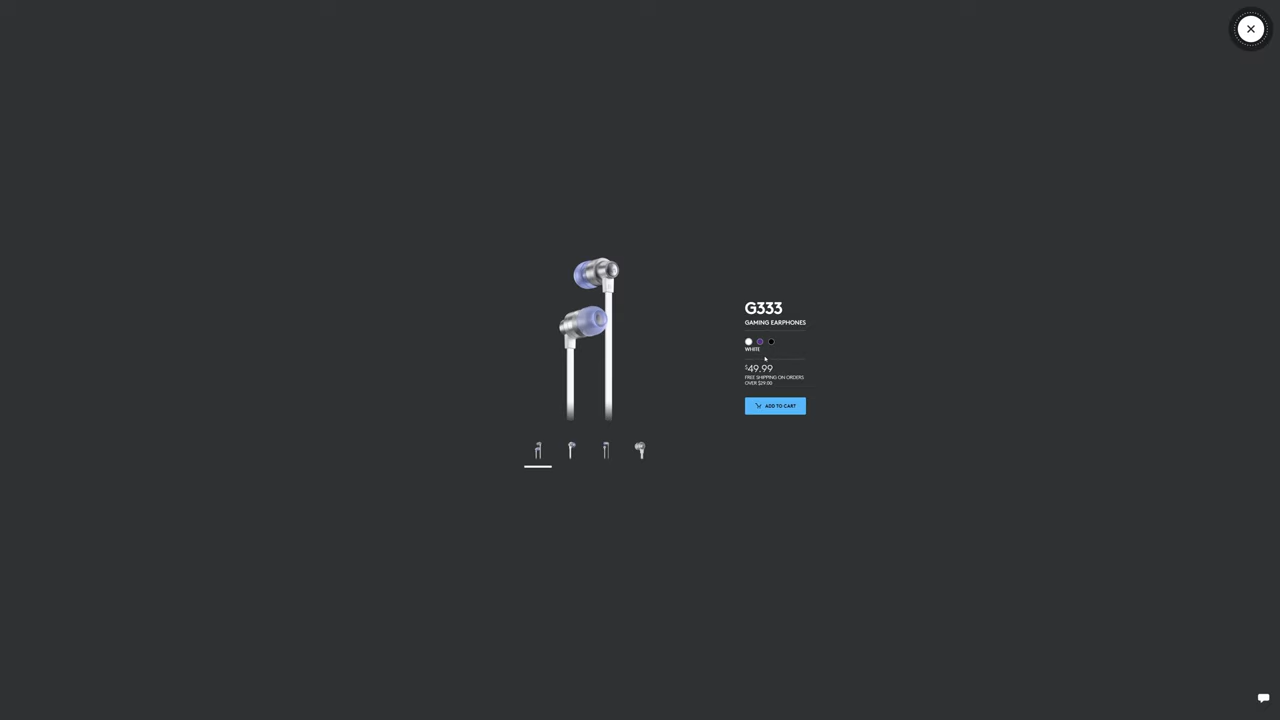 G333
GAMING EARPHONES
WHITE
$49.99
FREE SHIPPING ON ORDERS
OVER $29.00
ADD TO CART